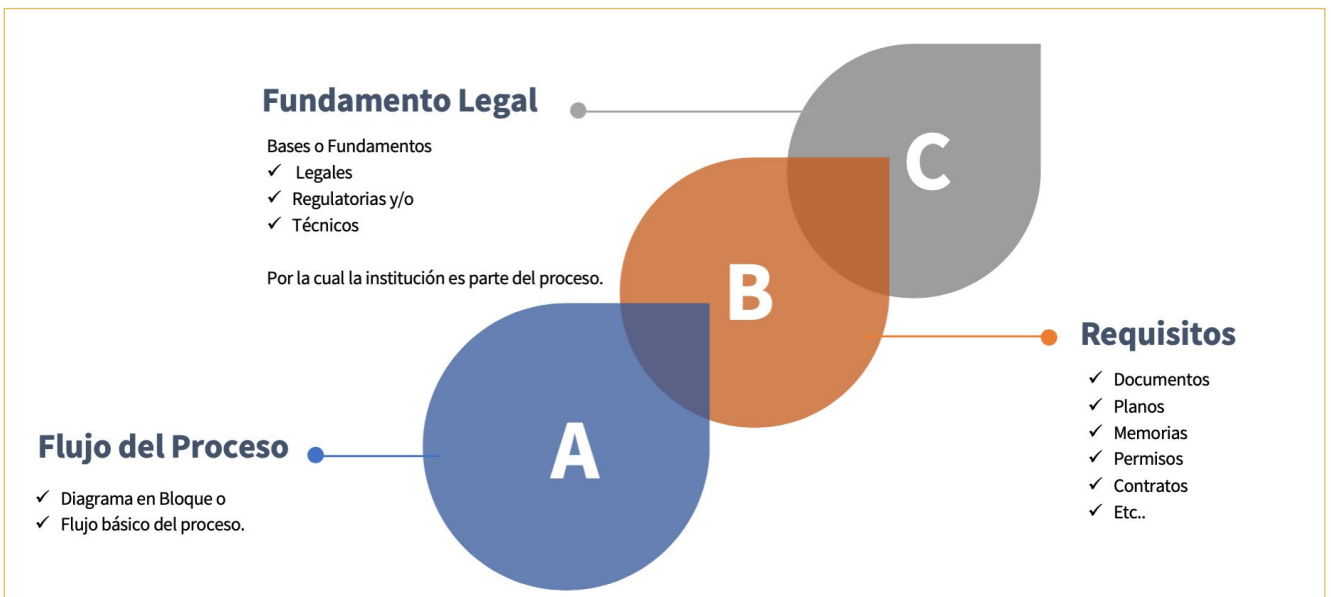 Fundamento Legal
Bases o Fundamentos
✓ Legales
✓ Regulatorias y/o
✓ Técnicos
Por la cual la institución es parte del proceso.
C
B
Requisitos
✓ Documentos
✓ Planos
✓ Memorias
✓ Permisos
✓ Contratos
✓ Etc..
A
Flujo del Proceso
✓ Diagrama en Bloque o
✓ Flujo básico del proceso.